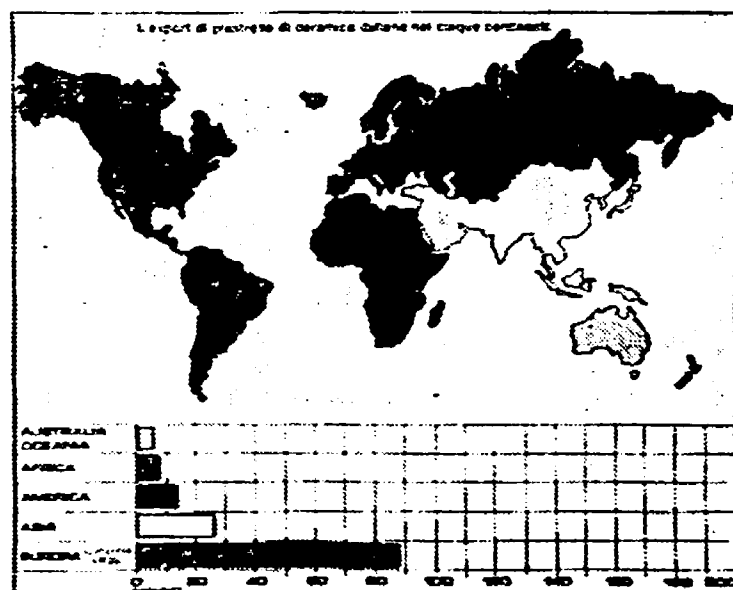 L'export di piastrelle di ceramica italiane nei cinque continenti
AUSTRALIA
OCEANIA
AFRICA
AMERICA
ASIA
EUROPA
0 20 40 60 80 100 120 140 160 180 200